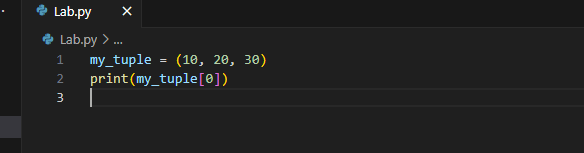 Lab.py ×
Lab.py > ...
1 my_tuple = (10, 20, 30)
2 print(my_tuple[0])
3